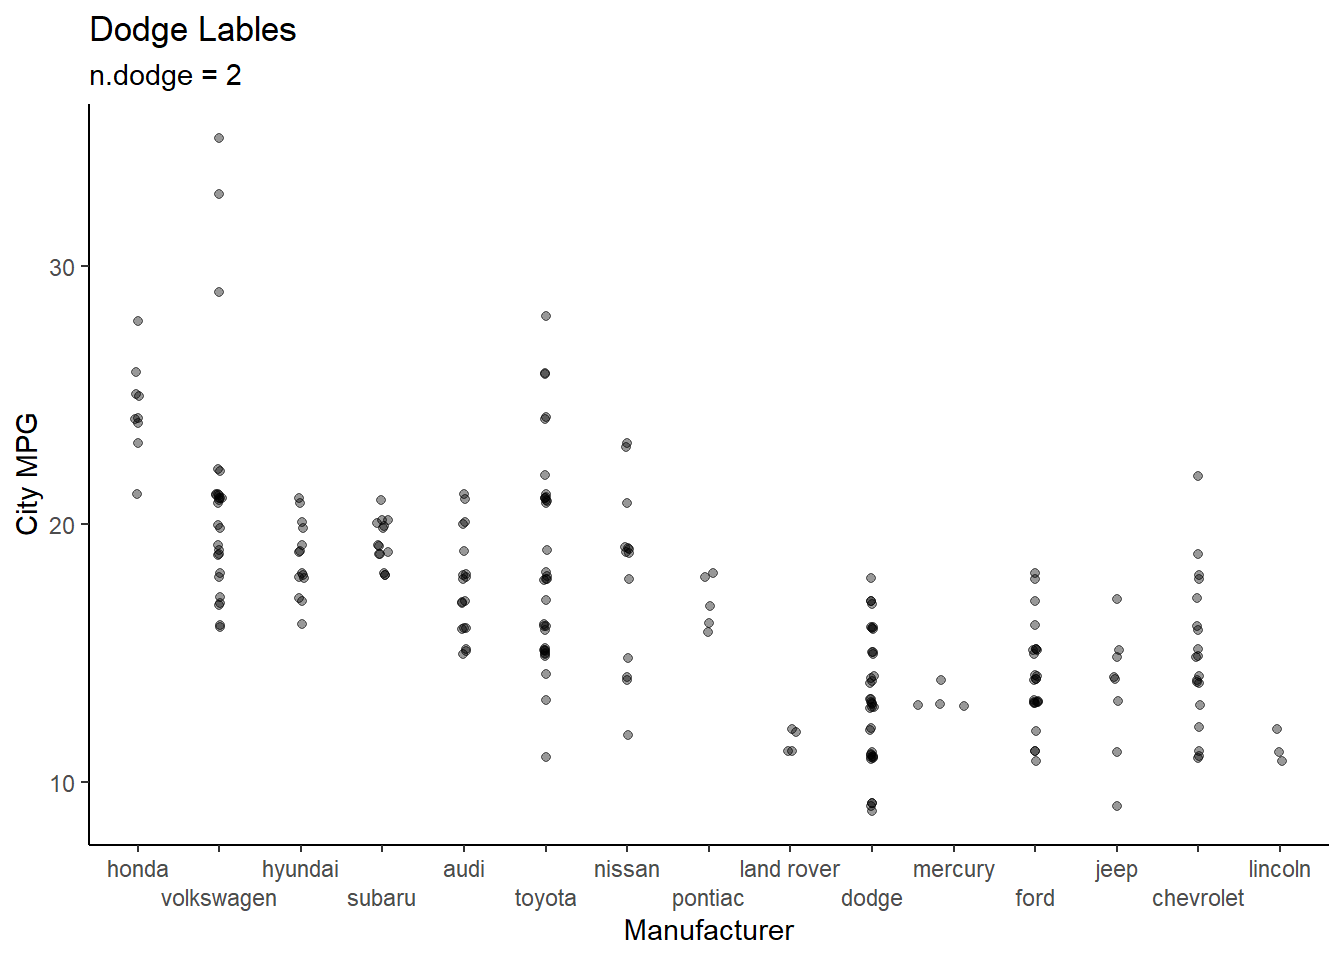 Dodge Lables
n.dodge = 2
City MPG
30
20
10
honda hyundai audi nissan land rover mercury jeep lincoln
volkswagen subaru toyota pontiac dodge ford chevrolet
Manufacturer